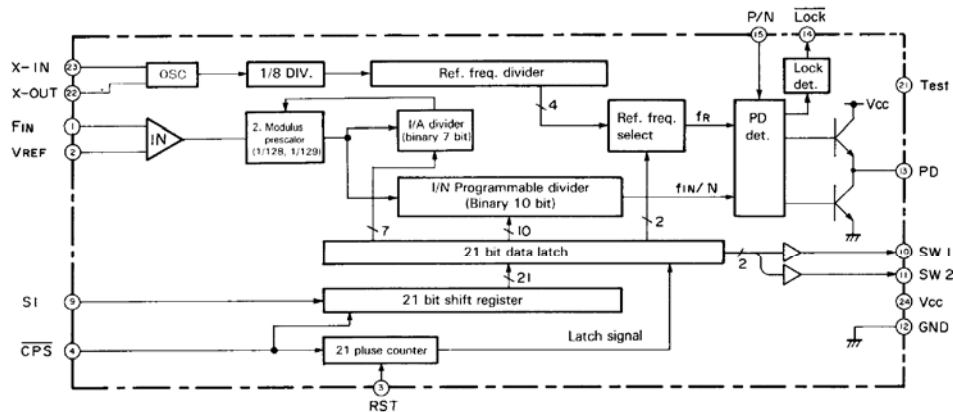 P/N
Lock
15
14
X-IN
23
OSC
1/8 DIV.
Ref. freq. divider
Lock
det.
21
Test
X-OUT
22
4
Vcc
FIN
1
2. Modulus
prescalor
(1/128, 1/129)
I/A divider
(binary 7 bit)
Ref. freq.
select
fR
PD
det.
IN
VREF
2
13
PD
I/N Programmable divider
(Binary 10 bit)
fIN/N
7
10
2
21 bit data latch
2
10
SW 1
11
SW 2
21
SI
9
21 bit shift register
24
Vcc
Latch signal
12
GND
CPS
4
21 pluse counter
3
RST